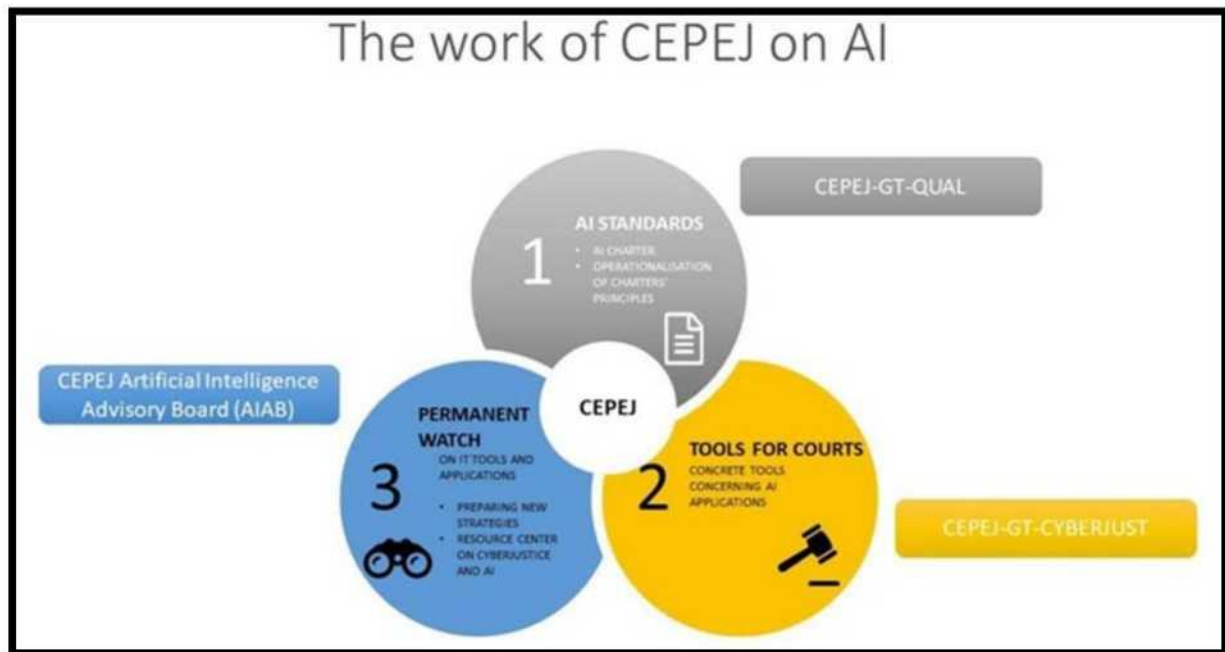 The work of CEPEJ on AI
CEPEJ-GT-QUAL
AI STANDARDS
1
• AI CHARTER
• OPERATIONALISATION
OF CHARTERS'
PRINCIPLES
CEPEJ Artificial Intelligence
Advisory Board (AIAB)
CEPEJ
PERMANENT
WATCH
ON IT TOOLS AND
APPLICATIONS
3
• PREPARING NEW
STRATEGIES
• RESOURCE CENTER
ON CYBERJUSTICE
AND AI
TOOLS FOR COURTS
2
CONCRETE TOOLS
CONCERNING AI
APPLICATIONS
CEPEJ-GT-CYBERJUST